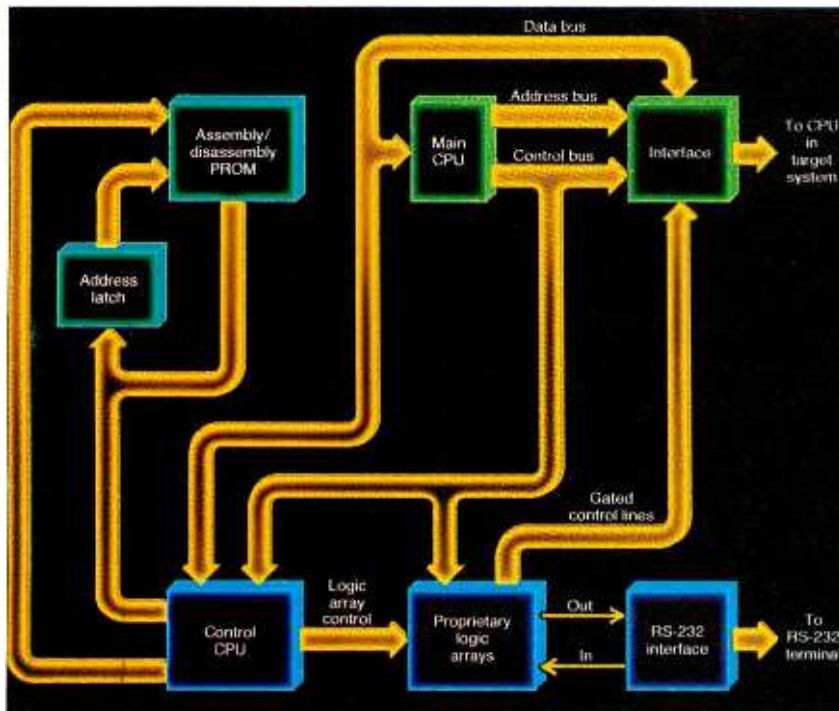 Data bus
Address bus
Assembly/
disassembly
PROM
Main
CPU
Control bus
Interface
To CPU
in
target
system
Address
latch
Gated
control lines
Logic
array
control
Out
In
Control
CPU
Proprietary
logic
arrays
RS-232
interface
To
RS-232
terminal